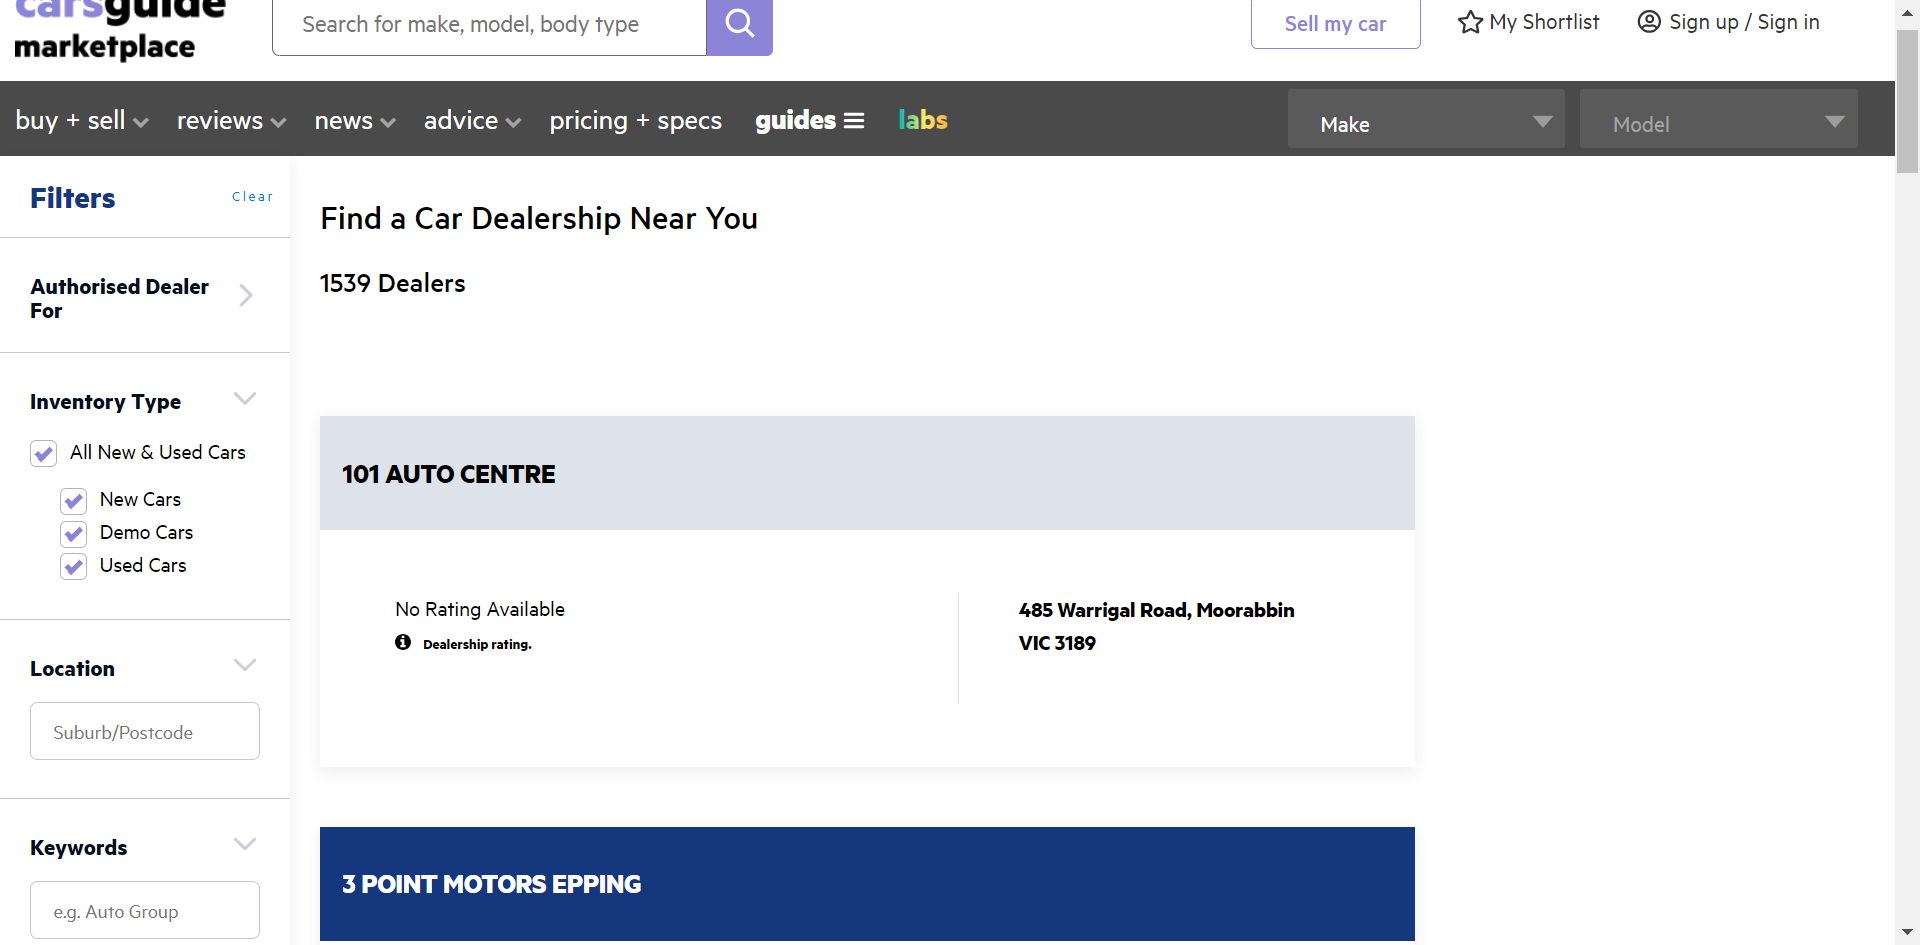 carsguide
marketplace
Search for make, model, body type
Sell my car
My Shortlist
Sign up / Sign in
buy + sell
reviews
news
advice
pricing + specs
guides
labs
Make
Model
Filters
Clear
Authorised Dealer
For
Inventory Type
All New & Used Cars
New Cars
Demo Cars
Used Cars
Location
Suburb/Postcode
Keywords
e.g. Auto Group
Find a Car Dealership Near You
1539 Dealers
101 AUTO CENTRE
No Rating Available
Dealership rating.
485 Warrigal Road, Moorabbin
VIC 3189
3 POINT MOTORS EPPING